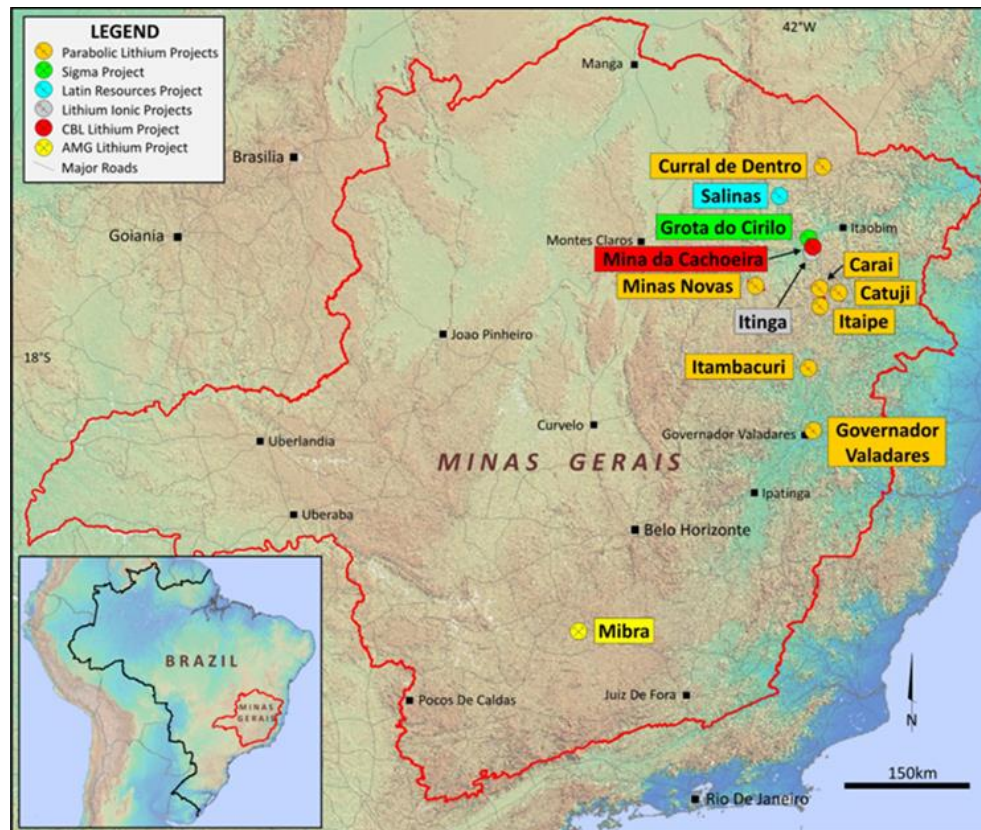 LEGEND
Parabolic Lithium Projects
Sigma Project
Latin Resources Project
Lithium Ionic Projects
CBL Lithium Project
AMG Lithium Project
Major Roads
42°W
Manga
Brasilia
Curral de Dentro
Salinas
Goiania
Grota do Cirilo
Itaobim
Montes Claros
Mina da Cachoeira
Carai
Minas Novas
Catuji
Itinga
Itaipe
18°S
Joao Pinheiro
Itambacuri
Curvelo
Governador Valadares
Governador
Valadares
Uberlandia
MINAS GERAIS
Ipatinga
Uberaba
Belo Horizonte
Mibra
BRAZIL
MINAS
GERAIS
Pocos De Caldas
Juiz De Fora
N
150km
Rio De Janeiro